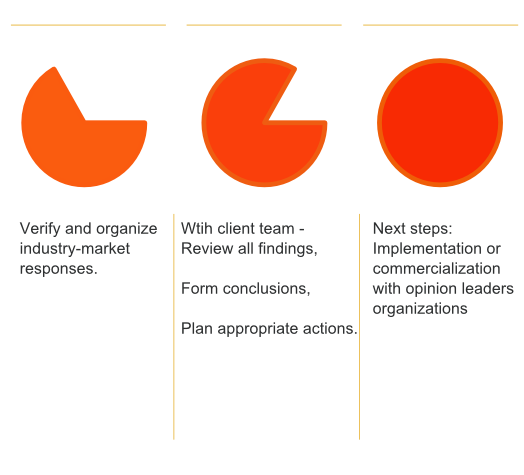 Verify and organize
industry-market
responses.
Wtih client team -
Review all findings,
Form conclusions,
Plan appropriate actions.
Next steps:
Implementation or
commercialization
with opinion leaders
organizations